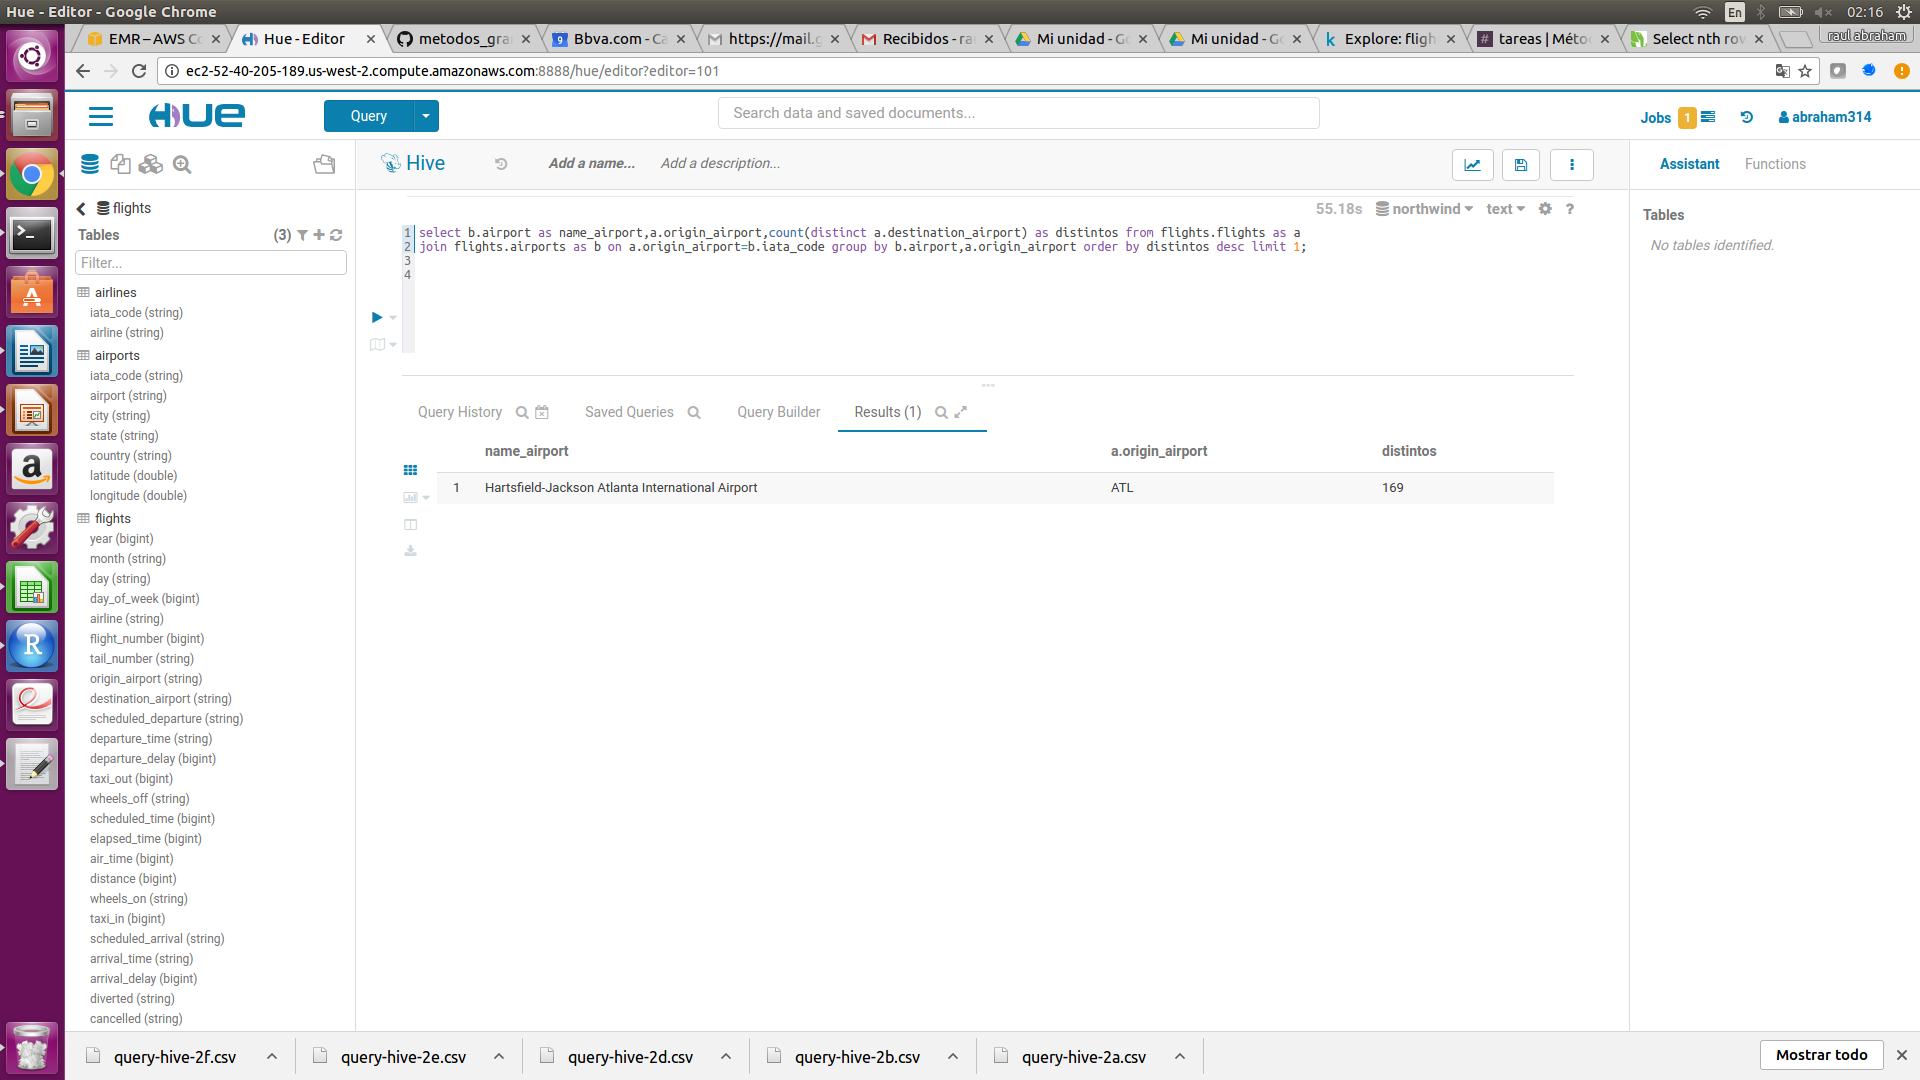 Hue - Editor - Google Chrome
En
02:16
EMR – AWS Co
Hue - Editor
metodos_gra
Bbva.com - Ca
https://mail.g
Recibidos - ra
Mi unidad - Go
Mi unidad - Go
Explore: fligh
tareas | Méto
Select nth row
raul abraham
ec2-52-40-205-189.us-west-2.compute.amazonaws.com:8888/hue/editor?editor=101
HUE
Query
Search data and saved documents...
Jobs 1
abraham314
Hive
Add a name...
Add a description...
Assistant
Functions
flights
Tables
(3)
Filter...
airlines
iata_code (string)
airline (string)
airports
iata_code (string)
airport (string)
city (string)
state (string)
country (string)
latitude (double)
longitude (double)
flights
year (bigint)
month (string)
day (string)
day_of_week (bigint)
airline (string)
flight_number (bigint)
tail_number (string)
origin_airport (string)
destination_airport (string)
scheduled_departure (string)
departure_time (string)
departure_delay (bigint)
taxi_out (bigint)
wheels_off (string)
scheduled_time (bigint)
elapsed_time (bigint)
air_time (bigint)
distance (bigint)
wheels_on (string)
taxi_in (bigint)
scheduled_arrival (string)
arrival_time (string)
arrival_delay (bigint)
diverted (string)
cancelled (string)
55.18s
northwind
text
?
1 select b.airport as name_airport,a.origin_airport,count(distinct a.destination_airport) as distintos from flights.flights as a
2 join flights.airports as b on a.origin_airport=b.iata_code group by b.airport,a.origin_airport order by distintos desc limit 1;
3
4
Query History
Saved Queries
Query Builder
Results (1)
name_airport a.origin_airport distintos
1 Hartsfield-Jackson Atlanta International Airport ATL 169
Tables
No tables identified.
query-hive-2f.csv
query-hive-2e.csv
query-hive-2d.csv
query-hive-2b.csv
query-hive-2a.csv
Mostrar todo